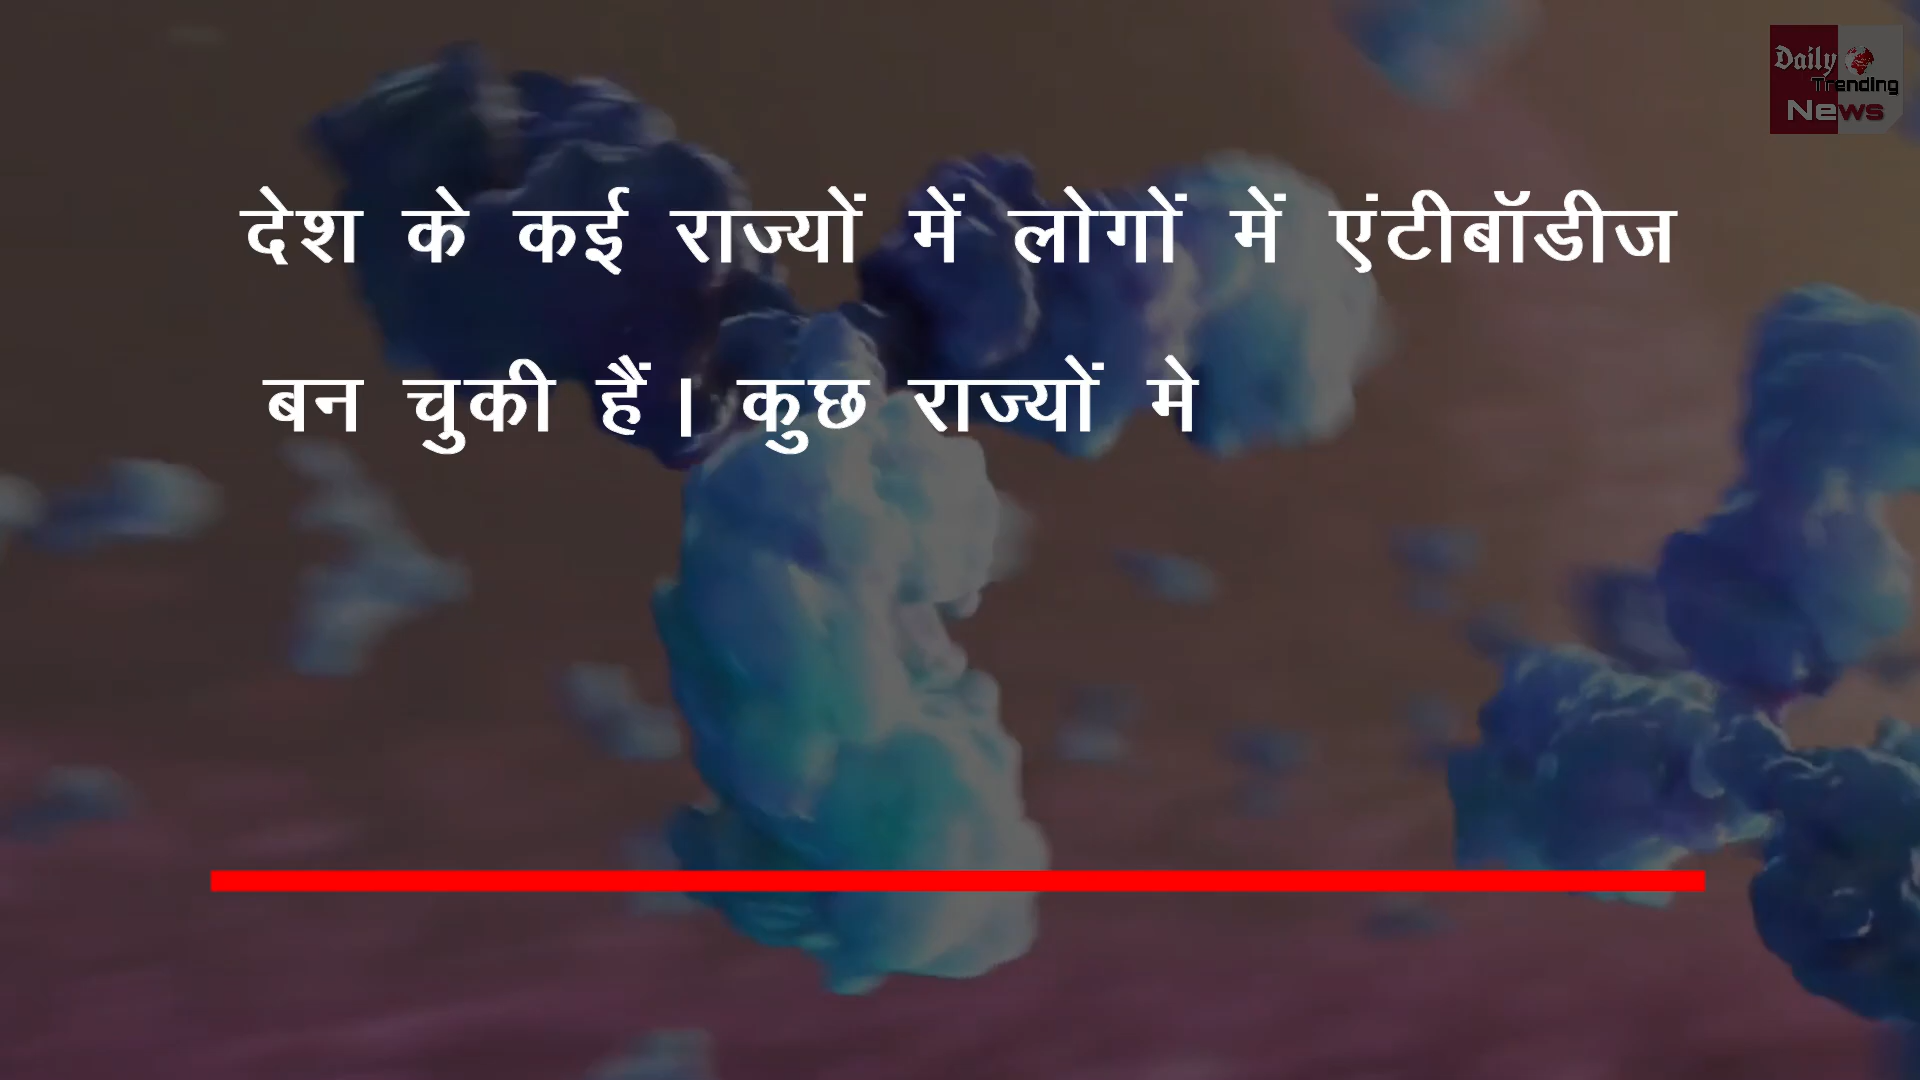 Daily
Trending
News
देश के कई राज्यों में लोगों में एंटीबॉडीज
बन चुकी हैं। कुछ राज्यों मे